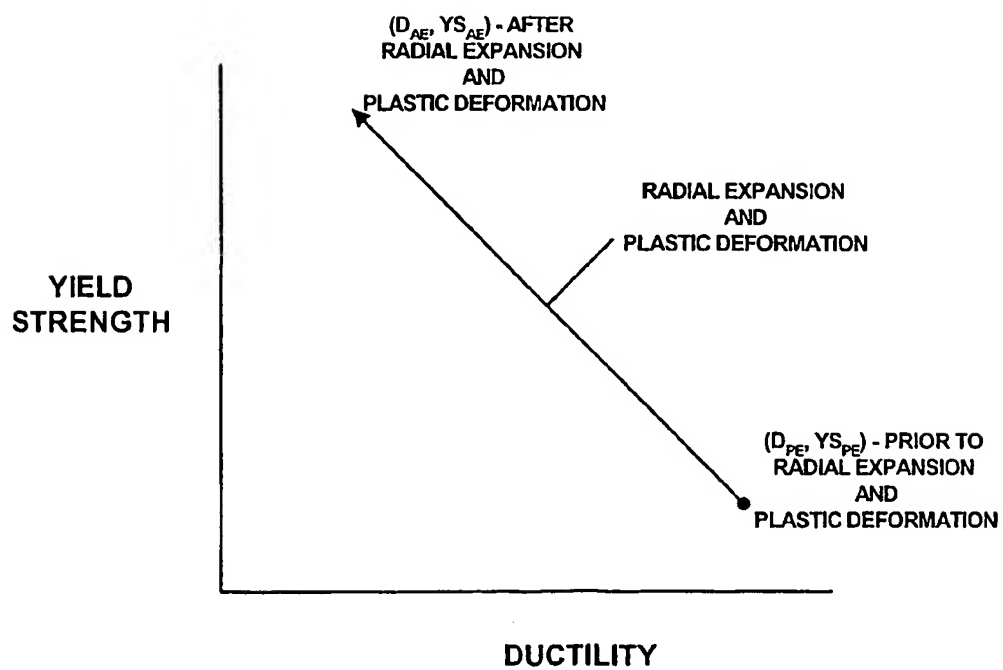 (D_AE, YS_AE) - AFTER
RADIAL EXPANSION
AND
PLASTIC DEFORMATION
RADIAL EXPANSION
AND
PLASTIC DEFORMATION
YIELD
STRENGTH
(D_PE, YS_PE) - PRIOR TO
RADIAL EXPANSION
AND
PLASTIC DEFORMATION
DUCTILITY